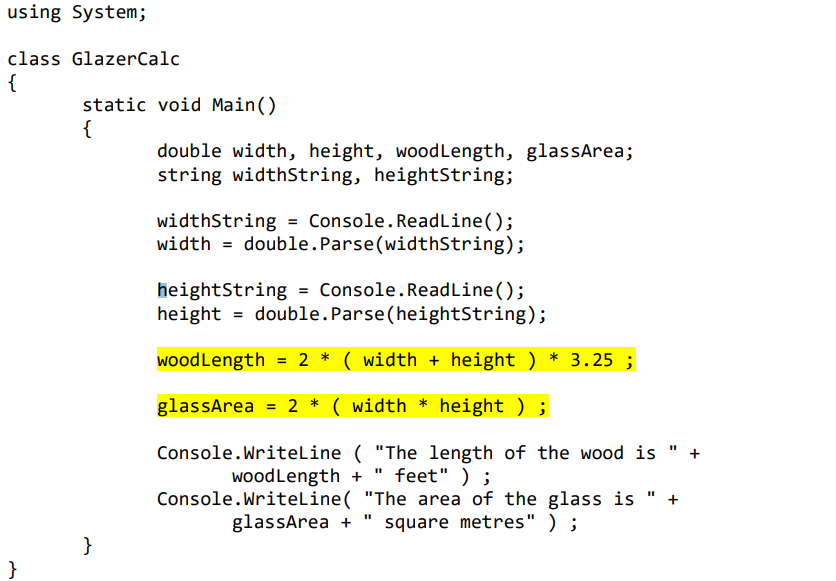 using System;
class GlazerCalc
{
static void Main()
{
double width, height, woodLength, glassArea;
string widthString, heightString;
widthString = Console.ReadLine();
width = double.Parse(widthString);
heightString = Console.ReadLine();
height = double.Parse(heightString);
woodLength = 2 * ( width + height ) * 3.25 ;
glassArea = 2 * ( width * height ) ;
Console.WriteLine ( "The length of the wood is " +
woodLength + " feet" ) ;
Console.WriteLine( "The area of the glass is " +
glassArea + " square metres" ) ;
}
}